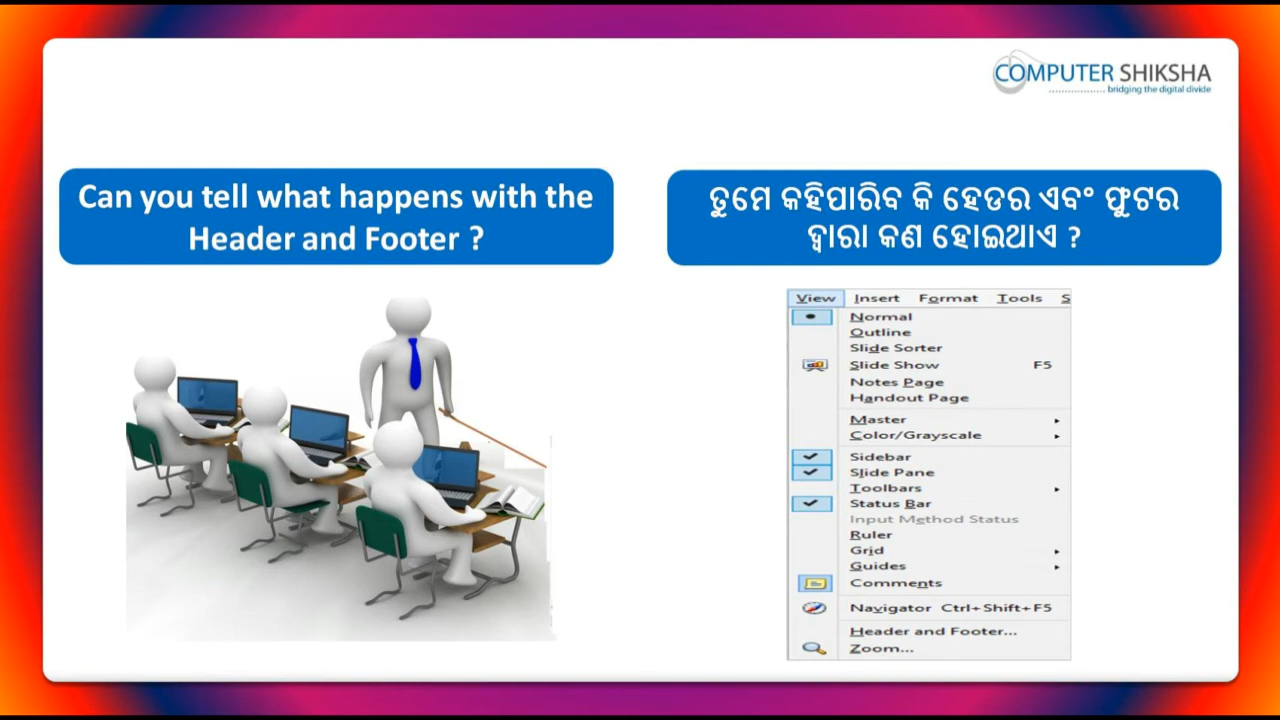 COMPUTER SHIKSHA
bridging the digital divide
Can you tell what happens with the
Header and Footer ?
ତୁମେ କହିପାରିବ କି ହେଡର ଏବଂ ଫୁଟର
ଦ୍ୱାରା କଣ ହୋଇଥାଏ ?
View Insert Format Tools S
Normal
Outline
Slide Sorter
Slide Show F5
Notes Page
Handout Page
Master
Color/Grayscale
Sidebar
Slide Pane
Toolbars
Status Bar
Input Method Status
Ruler
Grid
Guides
Comments
Navigator Ctrl+Shift+F5
Header and Footer...
Zoom...